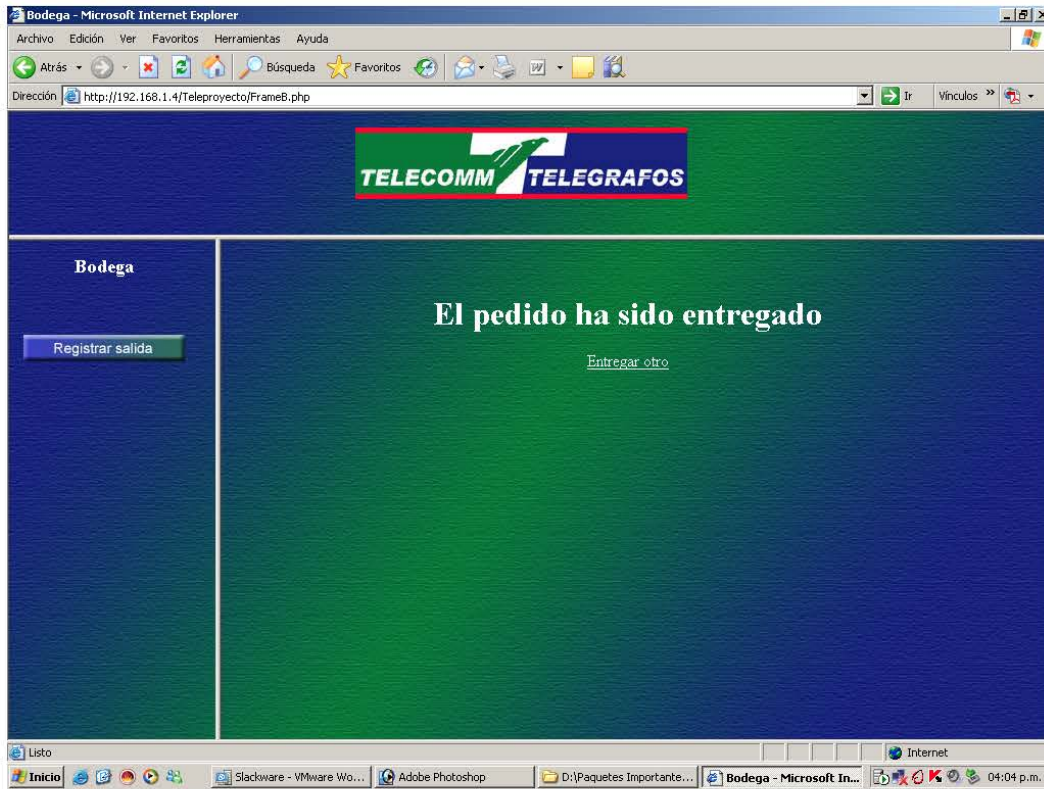 Bodega - Microsoft Internet Explorer
Archivo Edición Ver Favoritos Herramientas Ayuda
Atrás Búsqueda Favoritos
Dirección http://192.168.1.4/Teleproyecto/FrameB.php Ir Vínculos »
TELECOMM TELEGRAFOS
Bodega
El pedido ha sido entregado
Registrar salida
Entregar otro
Listo Internet
Inicio Slackware - VMware Wo... Adobe Photoshop D:\Paquetes Importante... Bodega - Microsoft In... 04:04 p.m.